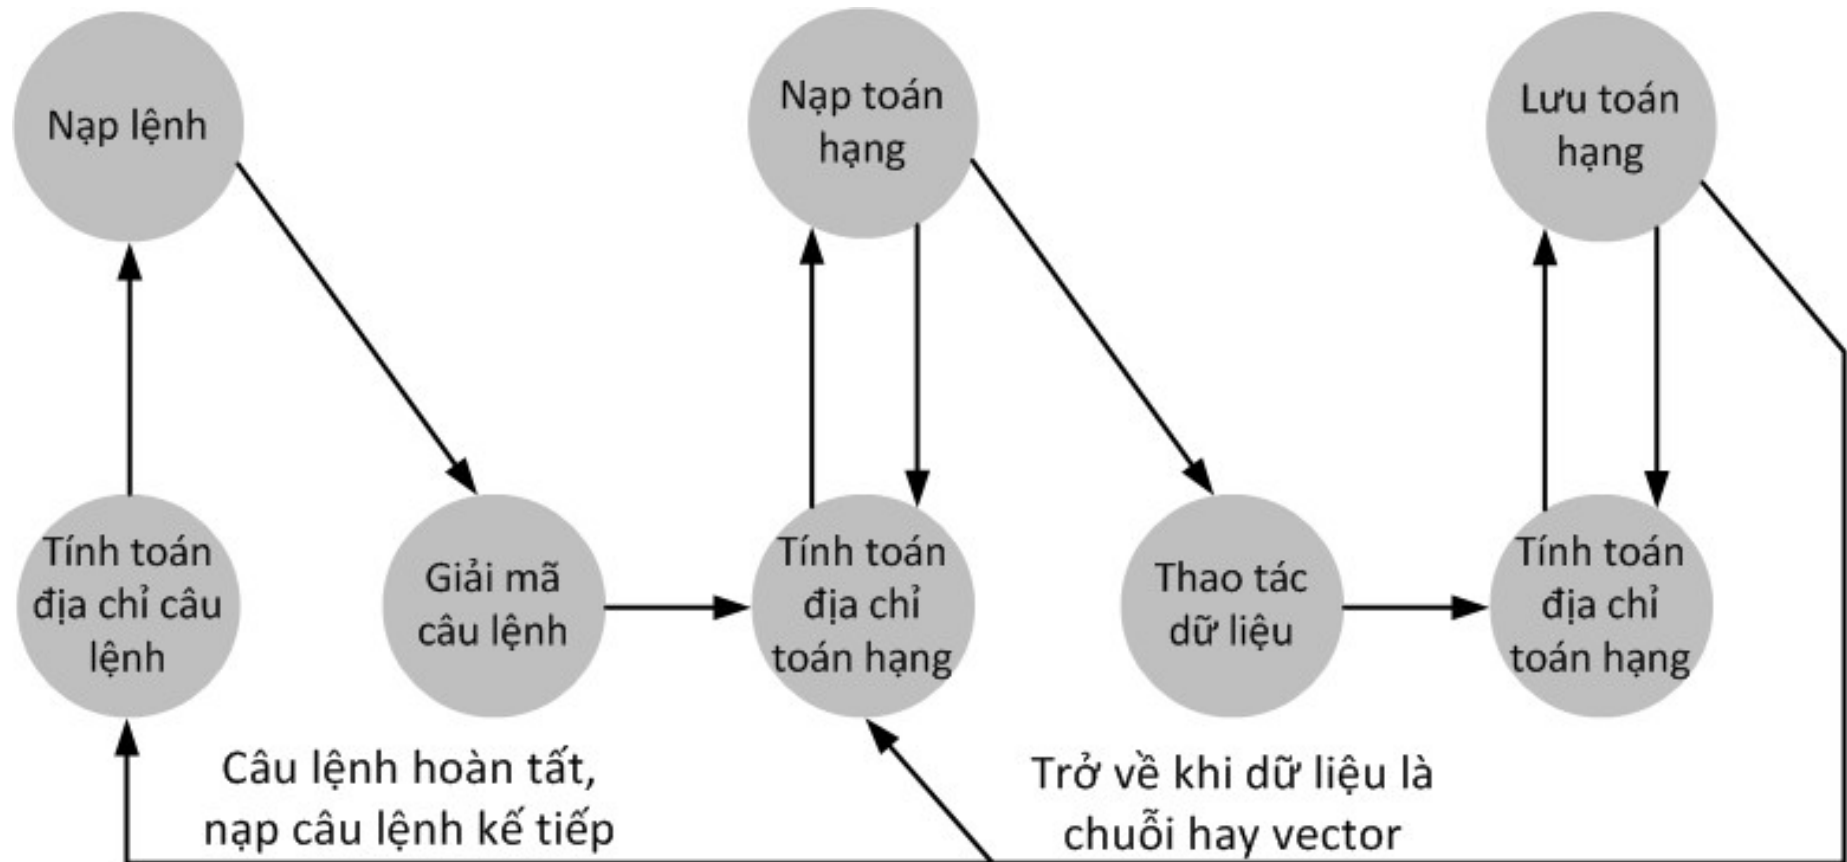 Nạp lệnh
Nạp toán
hạng
Lưu toán
hạng
Tính toán
địa chỉ câu
lệnh
Giải mã
câu lệnh
Tính toán
địa chỉ
toán hạng
Thao tác
dữ liệu
Tính toán
địa chỉ
toán hạng
Câu lệnh hoàn tất,
nạp câu lệnh kế tiếp
Trở về khi dữ liệu là
chuỗi hay vector